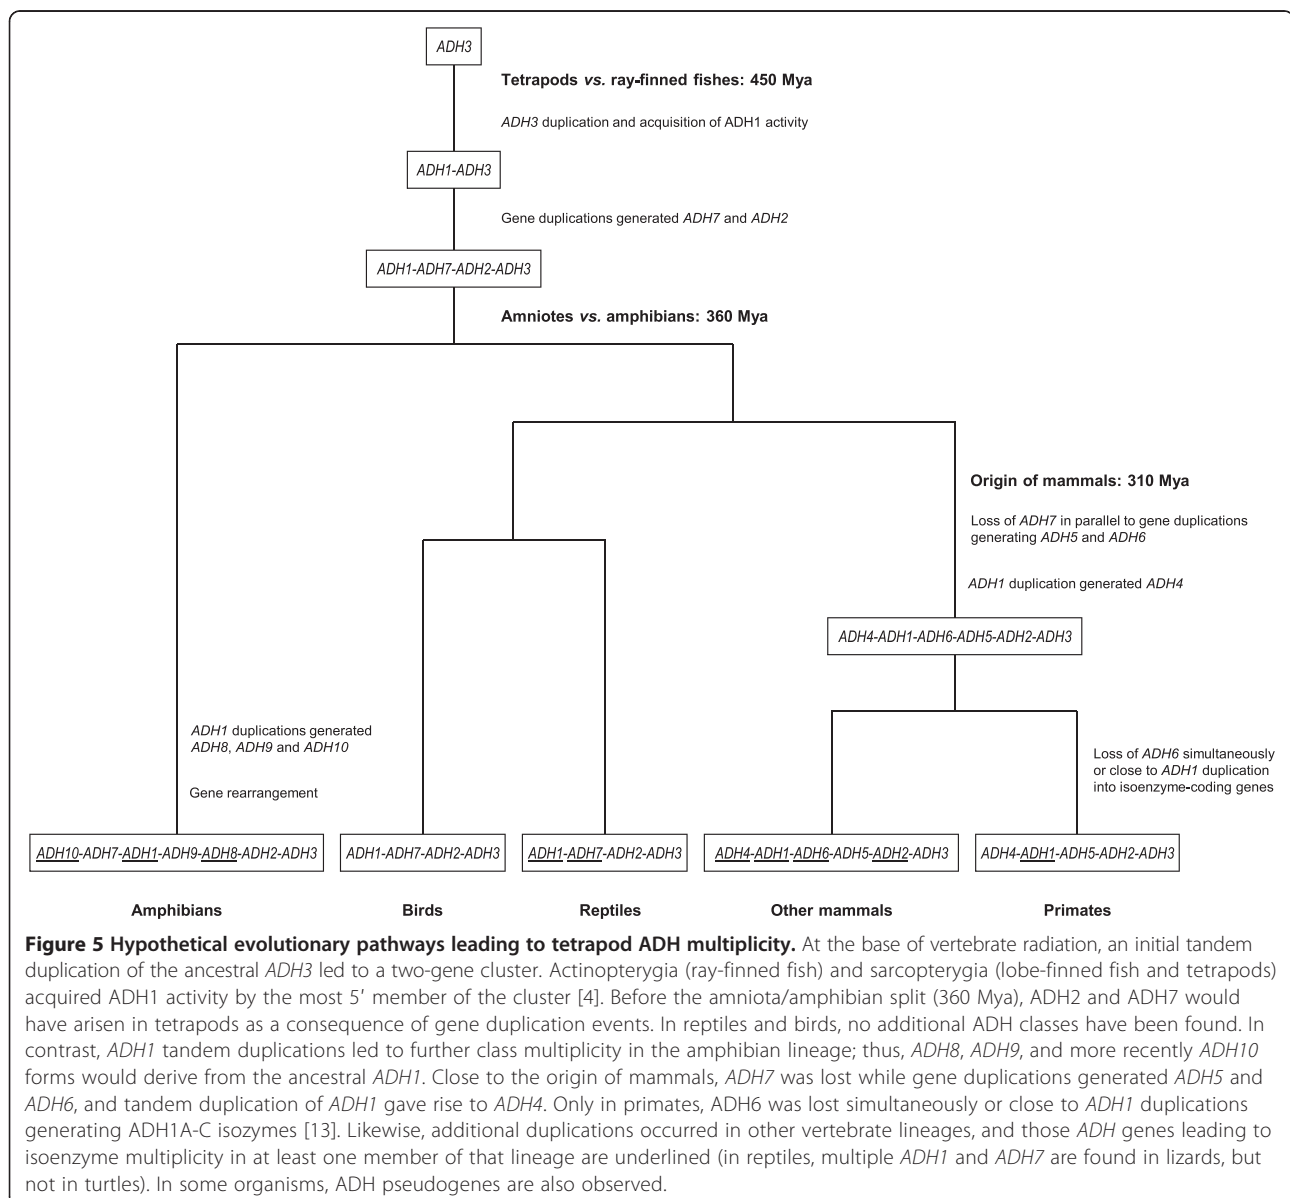 ADH3
Tetrapods vs. ray-finned fishes: 450 Mya
ADH3 duplication and acquisition of ADH1 activity
ADH1-ADH3
Gene duplications generated ADH7 and ADH2
ADH1-ADH7-ADH2-ADH3
Amniotes vs. amphibians: 360 Mya
Origin of mammals: 310 Mya
Loss of ADH7 in parallel to gene duplications
generating ADH5 and ADH6
ADH1 duplication generated ADH4
ADH4-ADH1-ADH6-ADH5-ADH2-ADH3
ADH1 duplications generated
ADH8, ADH9 and ADH10
Gene rearrangement
Loss of ADH6 simultaneously
or close to ADH1 duplication
into isoenzyme-coding genes
ADH10-ADH7-ADH1-ADH9-ADH8-ADH2-ADH3
ADH1-ADH7-ADH2-ADH3
ADH1-ADH7-ADH2-ADH3
ADH4-ADH1-ADH6-ADH5-ADH2-ADH3
ADH4-ADH1-ADH5-ADH2-ADH3
Amphibians
Birds
Reptiles
Other mammals
Primates
Figure 5 Hypothetical evolutionary pathways leading to tetrapod ADH multiplicity. At the base of vertebrate radiation, an initial tandem
duplication of the ancestral ADH3 led to a two-gene cluster. Actinopterygia (ray-finned fish) and sarcopterygia (lobe-finned fish and tetrapods)
acquired ADH1 activity by the most 5′ member of the cluster [4]. Before the amniota/amphibian split (360 Mya), ADH2 and ADH7 would
have arisen in tetrapods as a consequence of gene duplication events. In reptiles and birds, no additional ADH classes have been found. In
contrast, ADH1 tandem duplications led to further class multiplicity in the amphibian lineage; thus, ADH8, ADH9, and more recently ADH10
forms would derive from the ancestral ADH1. Close to the origin of mammals, ADH7 was lost while gene duplications generated ADH5 and
ADH6, and tandem duplication of ADH1 gave rise to ADH4. Only in primates, ADH6 was lost simultaneously or close to ADH1 duplications
generating ADH1A-C isozymes [13]. Likewise, additional duplications occurred in other vertebrate lineages, and those ADH genes leading to
isoenzyme multiplicity in at least one member of that lineage are underlined (in reptiles, multiple ADH1 and ADH7 are found in lizards, but
not in turtles). In some organisms, ADH pseudogenes are also observed.